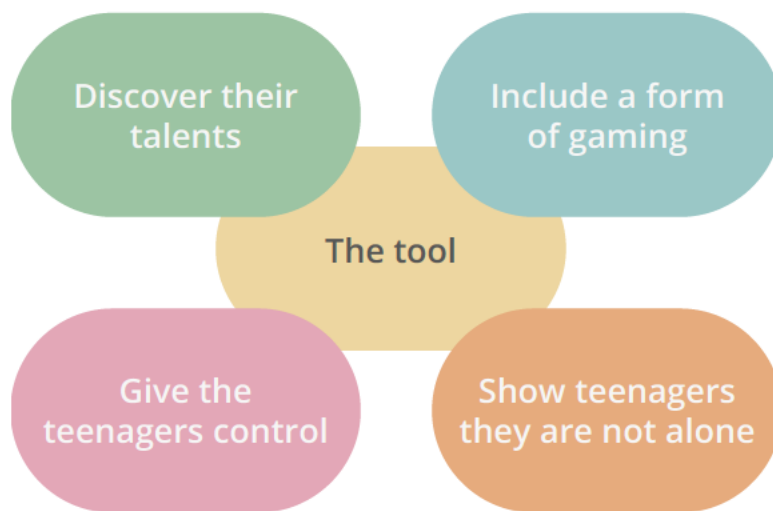 Discover their
talents
Include a form
of gaming
The tool
Give the
teenagers control
Show teenagers
they are not alone